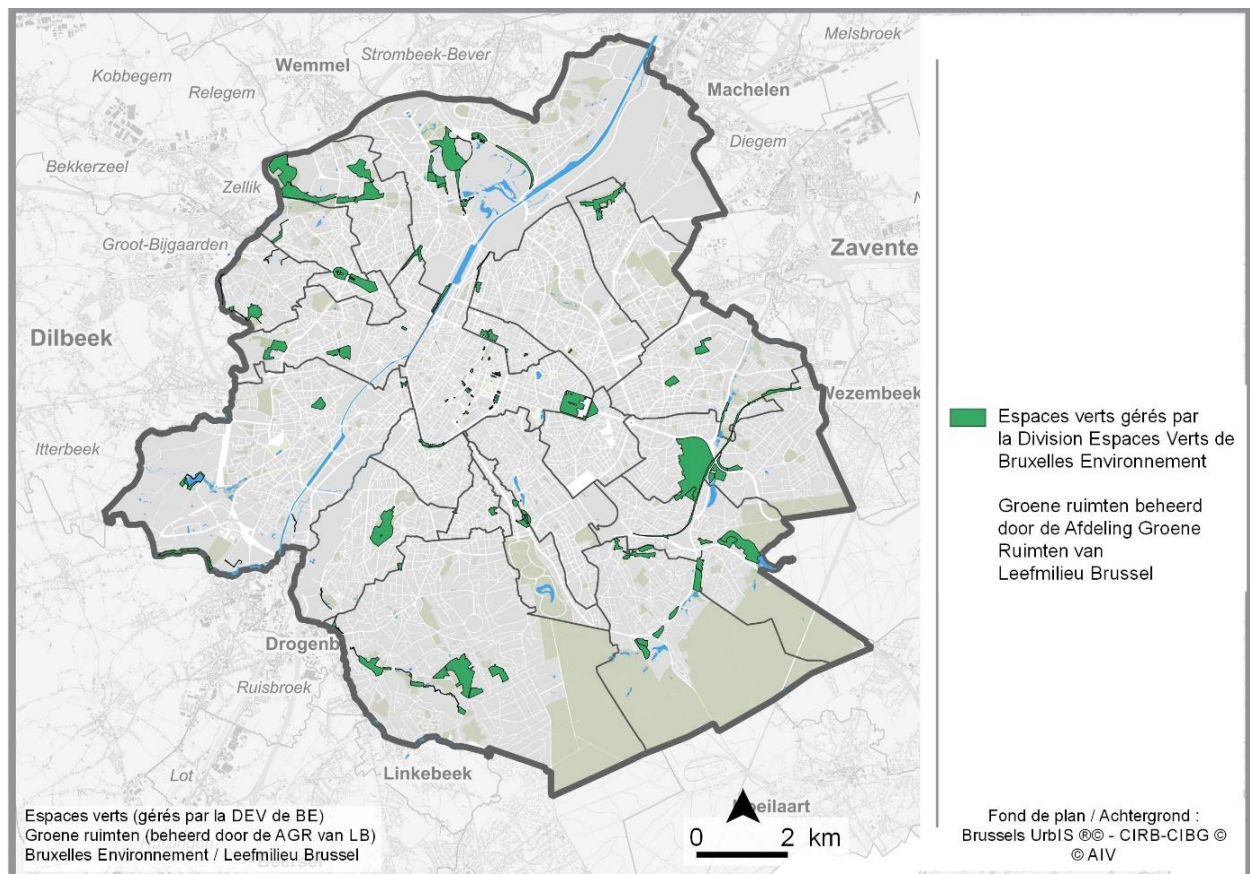 Melsbroek
Strombeek-Bever
Wemmel
Kobbegem
Machelen
Relegem
Diegem
Bekkerzeel
Zellik
Groot-Bijgaarden
Zavente
Dilbeek
Wezembeek
Itterbeek
Espaces verts gérés par
la Division Espaces Verts de
Bruxelles Environnement
Groene ruimten beheerd
door de Afdeling Groene
Ruimten van
Leefmilieu Brussel
Drogenb
Ruisbroek
Lot
Linkebeek
Espaces verts (gérés par la DEV de BE)
Groene ruimten (beheerd door de AGR van LB)
Bruxelles Environnement / Leefmilieu Brussel
0 2 km
Fond de plan / Achtergrond :
Brussels UrbIS ®© - CIRB-CIBG ©
© AIV